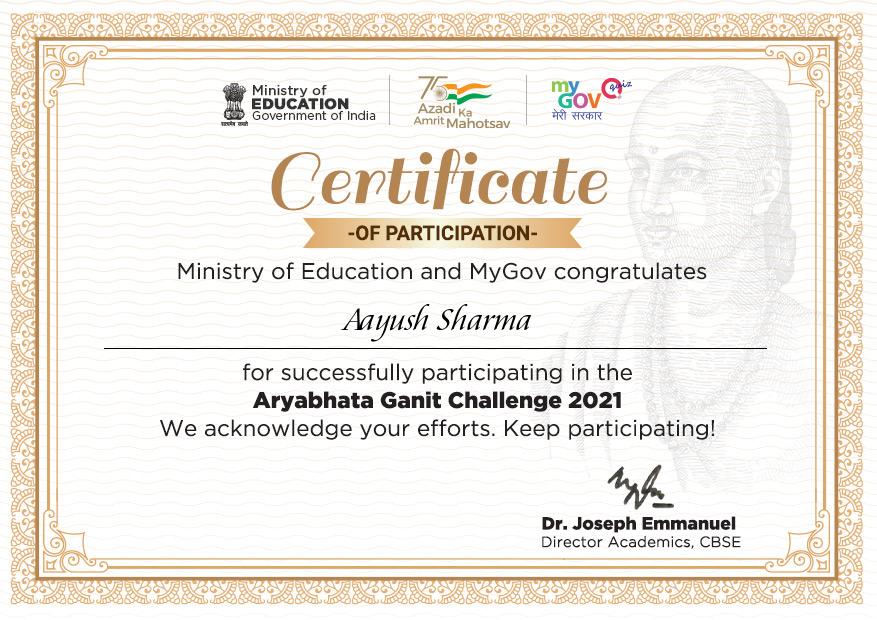 Ministry of
EDUCATION
Government of India
सत्यमेव जयते
75
Azadi Ka
Amrit Mahotsav
my quiz
GOV
मेरी सरकार
Certificate
-OF PARTICIPATION-
Ministry of Education and MyGov congratulates
Aayush Sharma
for successfully participating in the
Aryabhata Ganit Challenge 2021
We acknowledge your efforts. Keep participating!
Dr. Joseph Emmanuel
Director Academics, CBSE